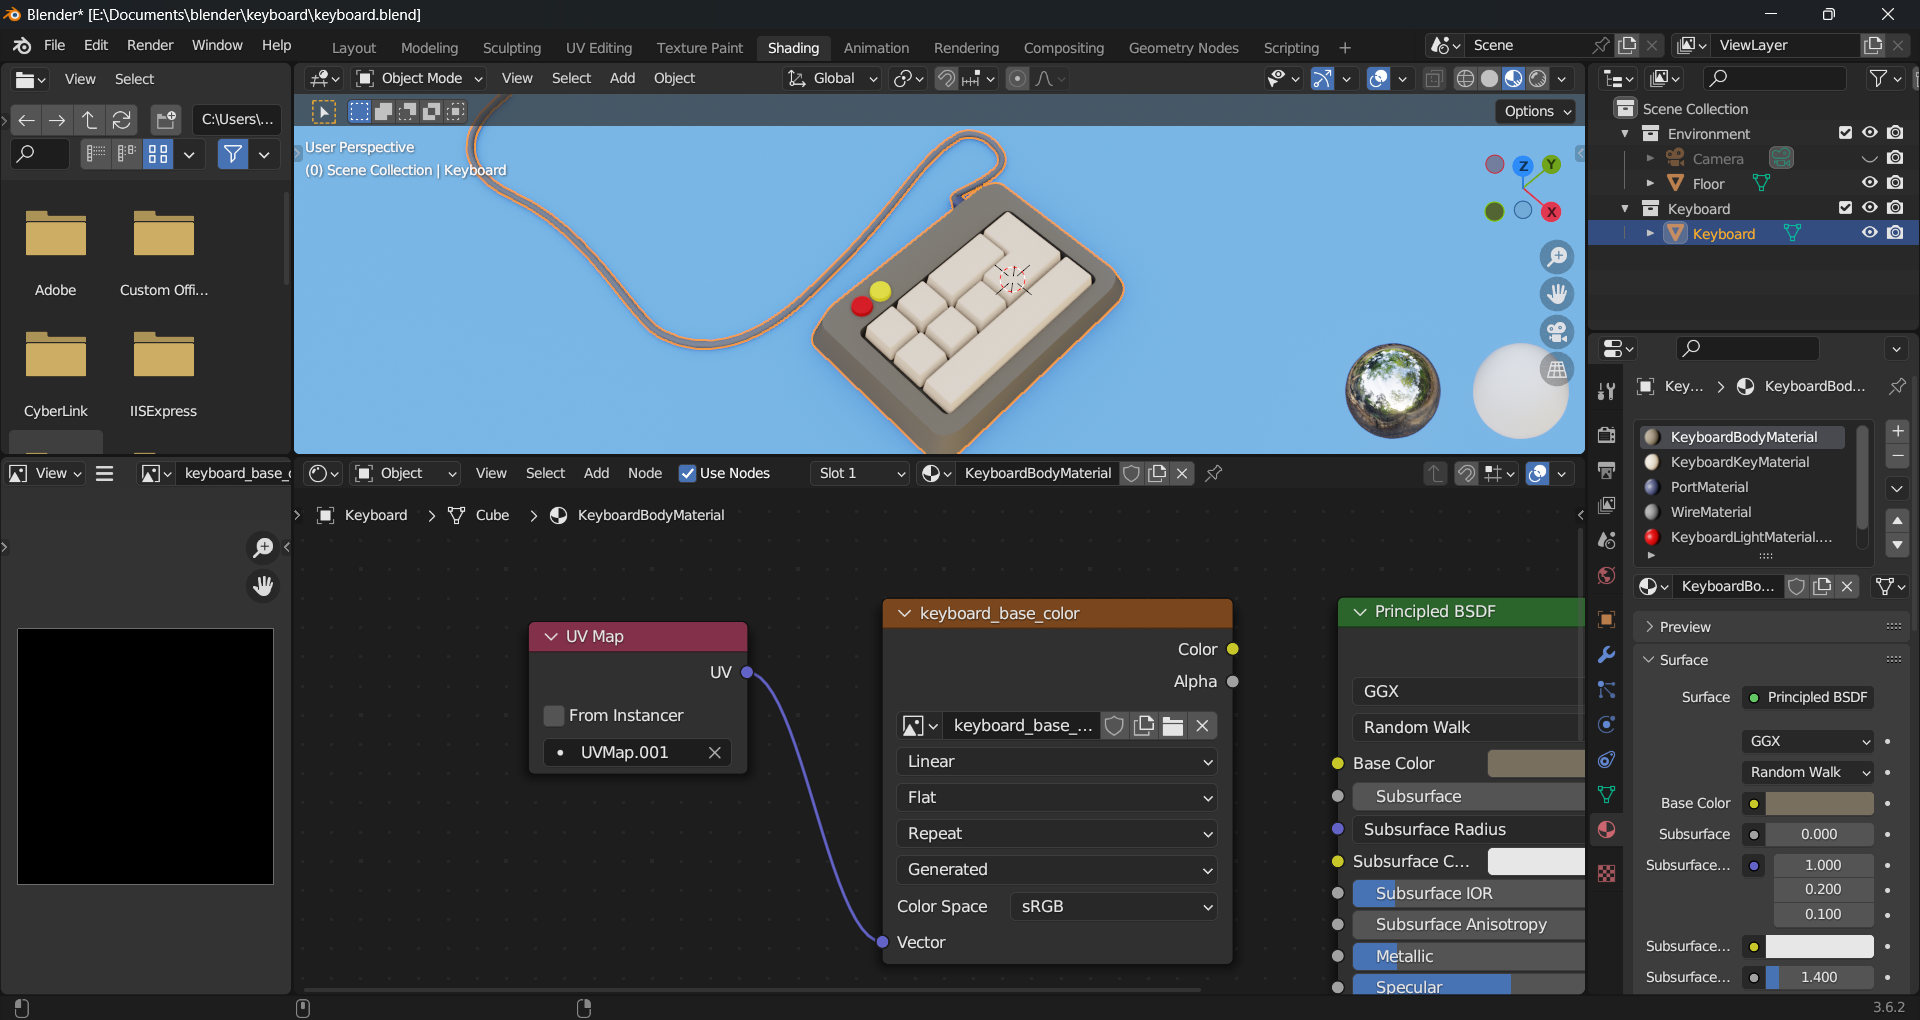 Blender* [E:\Documents\blender\keyboard\keyboard.blend]
File Edit Render Window Help
Layout Modeling Sculpting UV Editing Texture Paint Shading Animation Rendering Compositing Geometry Nodes Scripting +
Scene
ViewLayer
View Select
Object Mode View Select Add Object
Global
Options
C:\Users\...
User Perspective
(0) Scene Collection | Keyboard
Z
Y
X
Adobe
Custom Offi...
CyberLink
IISExpress
Scene Collection
Environment
Camera
Floor
Keyboard
Keyboard
Key...
KeyboardBod...
KeyboardBodyMaterial
KeyboardKeyMaterial
PortMaterial
WireMaterial
KeyboardLightMaterial....
KeyboardBo...
Preview
Surface
Surface Principled BSDF
GGX
Random Walk
Base Color
Subsurface 0.000
Subsurface... 1.000
0.200
0.100
Subsurface...
Subsurface... 1.400
View
keyboard_base_c
Object View Select Add Node Use Nodes Slot 1 KeyboardBodyMaterial
Keyboard Cube KeyboardBodyMaterial
UV Map
UV
From Instancer
UVMap.001
keyboard_base_color
Color
Alpha
keyboard_base_...
Linear
Flat
Repeat
Generated
Color Space sRGB
Vector
Principled BSDF
GGX
Random Walk
Base Color
Subsurface
Subsurface Radius
Subsurface C...
Subsurface IOR
Subsurface Anisotropy
Metallic
Specular
3.6.2